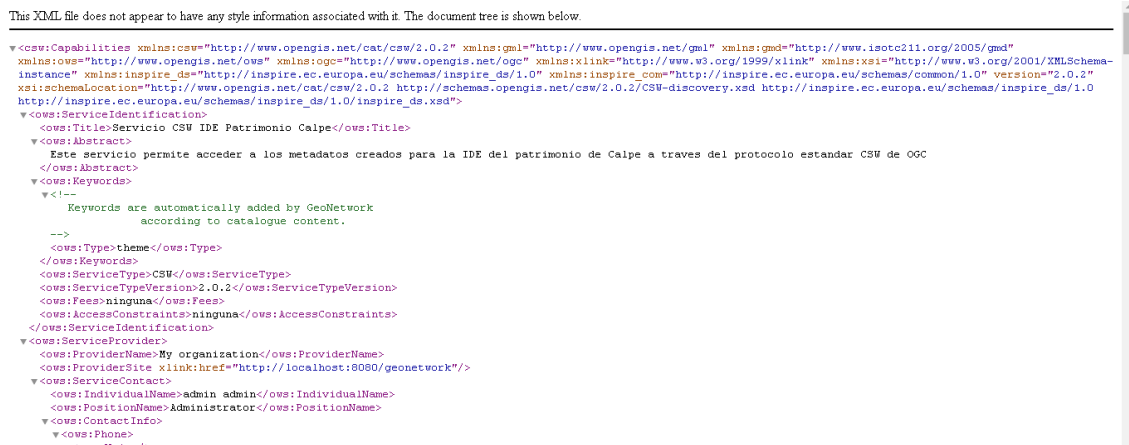 This XML file does not appear to have any style information associated with it. The document tree is shown below.
▼<csw:Capabilities xmlns:csw="http://www.opengis.net/cat/csw/2.0.2" xmlns:gml="http://www.opengis.net/gml" xmlns:gmd="http://www.isotc211.org/2005/gmd"
xmlns:ows="http://www.opengis.net/ows" xmlns:ogc="http://www.opengis.net/ogc" xmlns:xlink="http://www.w3.org/1999/xlink" xmlns:xsi="http://www.w3.org/2001/XMLSchema-
instance" xmlns:inspire_ds="http://inspire.ec.europa.eu/schemas/inspire_ds/1.0" xmlns:inspire_com="http://inspire.ec.europa.eu/schemas/common/1.0" version="2.0.2"
xsi:schemaLocation="http://www.opengis.net/cat/csw/2.0.2 http://schemas.opengis.net/csw/2.0.2/CSW-discovery.xsd http://inspire.ec.europa.eu/schemas/inspire_ds/1.0
http://inspire.ec.europa.eu/schemas/inspire_ds/1.0/inspire_ds.xsd">
▼<ows:ServiceIdentification>
<ows:Title>Servicio CSW IDE Patrimonio Calpe</ows:Title>
▼<ows:Abstract>
Este servicio permite acceder a los metadatos creados para la IDE del patrimonio de Calpe a traves del protocolo estandar CSW de OGC
</ows:Abstract>
▼<ows:Keywords>
▼<!--
Keywords are automatically added by GeoNetwork
according to catalogue content.
-->
<ows:Type>theme</ows:Type>
</ows:Keywords>
<ows:ServiceType>CSW</ows:ServiceType>
<ows:ServiceTypeVersion>2.0.2</ows:ServiceTypeVersion>
<ows:Fees>ninguna</ows:Fees>
<ows:AccessConstraints>ninguna</ows:AccessConstraints>
</ows:ServiceIdentification>
▼<ows:ServiceProvider>
<ows:ProviderName>My organization</ows:ProviderName>
<ows:ProviderSite xlink:href="http://localhost:8080/geonetwork"/>
▼<ows:ServiceContact>
<ows:IndividualName>admin admin</ows:IndividualName>
<ows:PositionName>Administrator</ows:PositionName>
▼<ows:ContactInfo>
▼<ows:Phone>